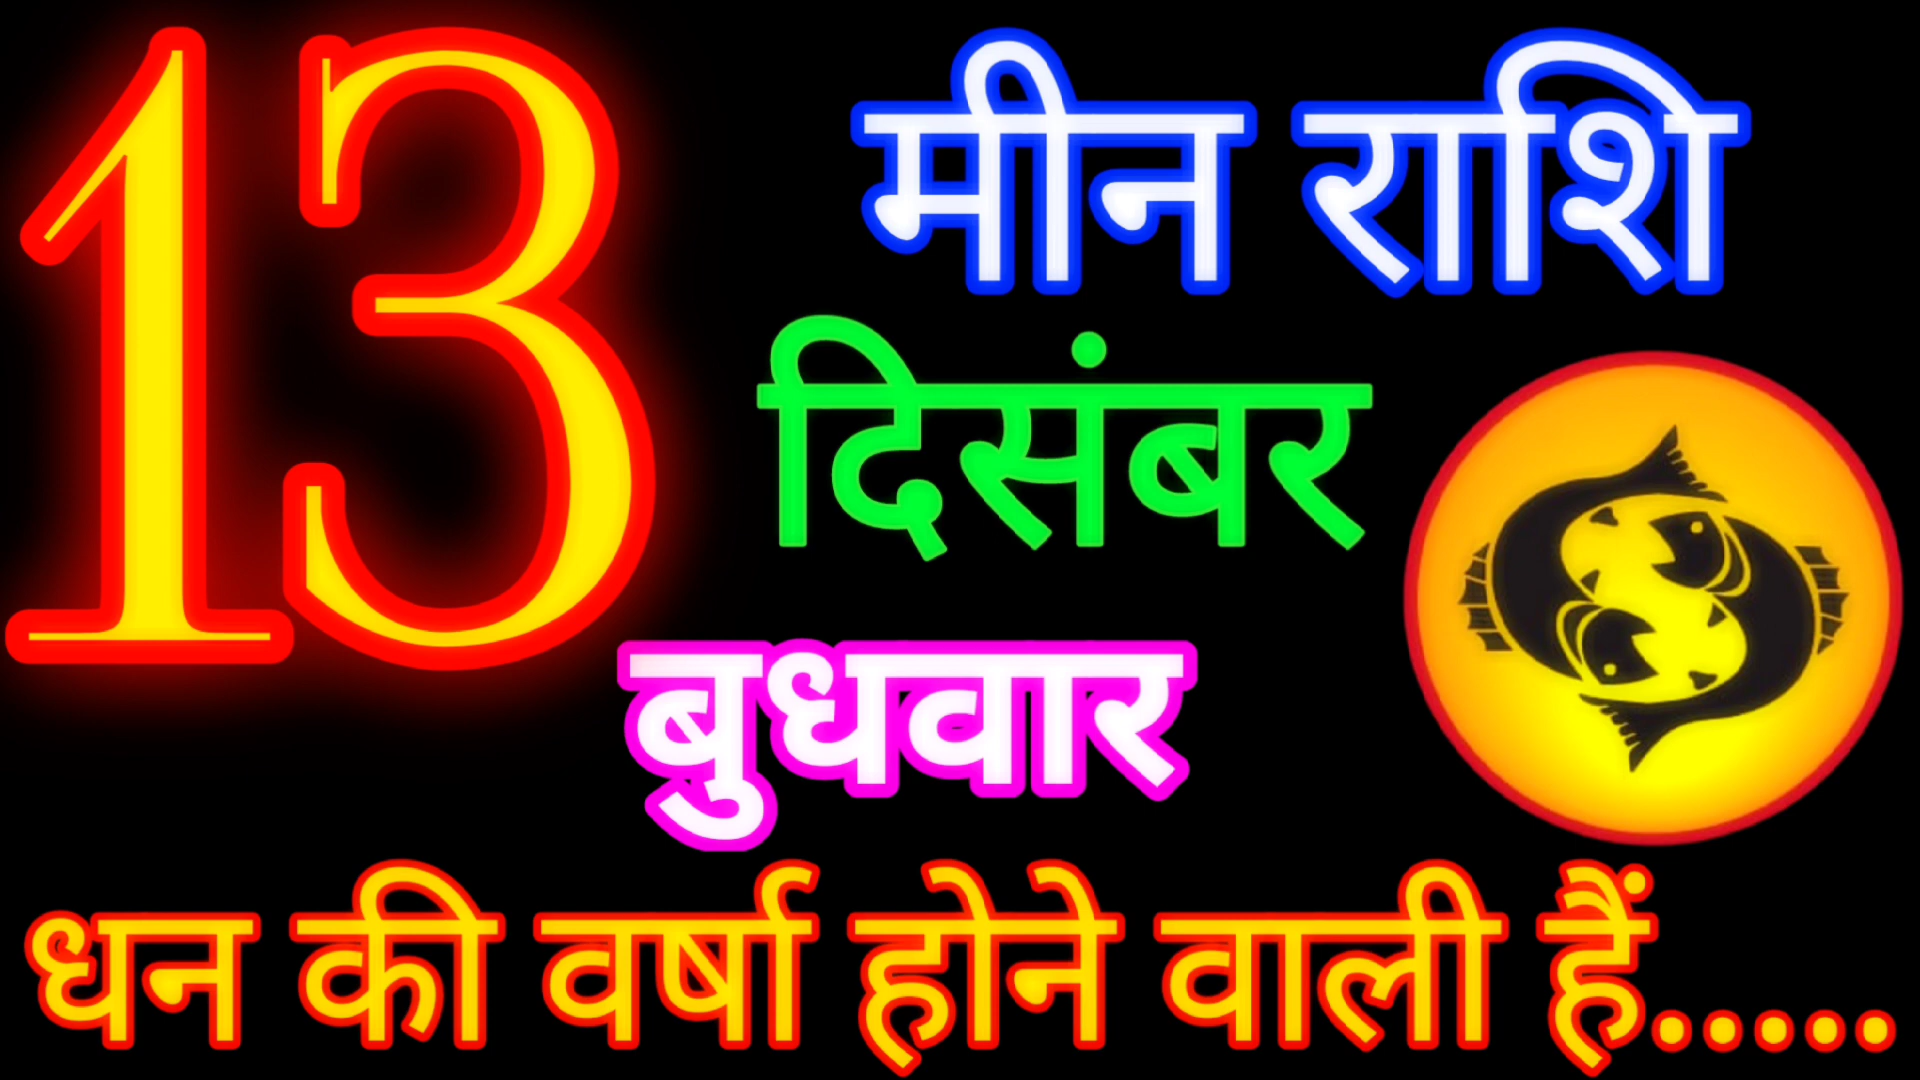 13
मीन राशि
दिसंबर
बुधवार
धन की वर्षा होने वाली हैं.....